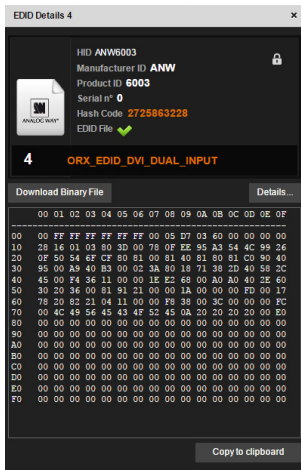 EDID Details 4 ×
HID ANW6003
Manufacturer ID ANW
Product ID 6003
Serial n° 0
Hash Code 2725863228
EDID File
ANALOG WAY®
4 ORX_EDID_DVI_DUAL_INPUT
Download Binary File Details...
00 01 02 03 04 05 06 07 08 09 0A 0B 0C 0D 0E 0F
00 00 FF FF FF FF FF FF 00 05 D7 03 60 00 00 00 00
10 28 16 01 03 80 3D 00 78 0F EE 95 A3 54 4C 99 26
20 0F 50 54 6F CF 80 81 00 81 40 81 80 81 C0 90 40
30 95 00 A9 40 B3 00 02 3A 80 18 71 38 2D 40 58 2C
40 45 00 F4 36 11 00 00 1E E2 68 00 A0 A0 40 2E 60
50 30 20 36 00 81 91 21 00 00 1A 00 00 00 FD 00 17
60 78 20 82 21 04 11 00 00 F8 38 00 3C 00 00 00 FC
70 00 4C 49 56 45 43 4F 52 45 0A 20 20 20 20 00 E0
80 00 00 00 00 00 00 00 00 00 00 00 00 00 00 00 00
90 00 00 00 00 00 00 00 00 00 00 00 00 00 00 00 00
A0 00 00 00 00 00 00 00 00 00 00 00 00 00 00 00 00
B0 00 00 00 00 00 00 00 00 00 00 00 00 00 00 00 00
C0 00 00 00 00 00 00 00 00 00 00 00 00 00 00 00 00
D0 00 00 00 00 00 00 00 00 00 00 00 00 00 00 00 00
E0 00 00 00 00 00 00 00 00 00 00 00 00 00 00 00 00
F0 00 00 00 00 00 00 00 00 00 00 00 00 00 00 00 00
Copy to clipboard